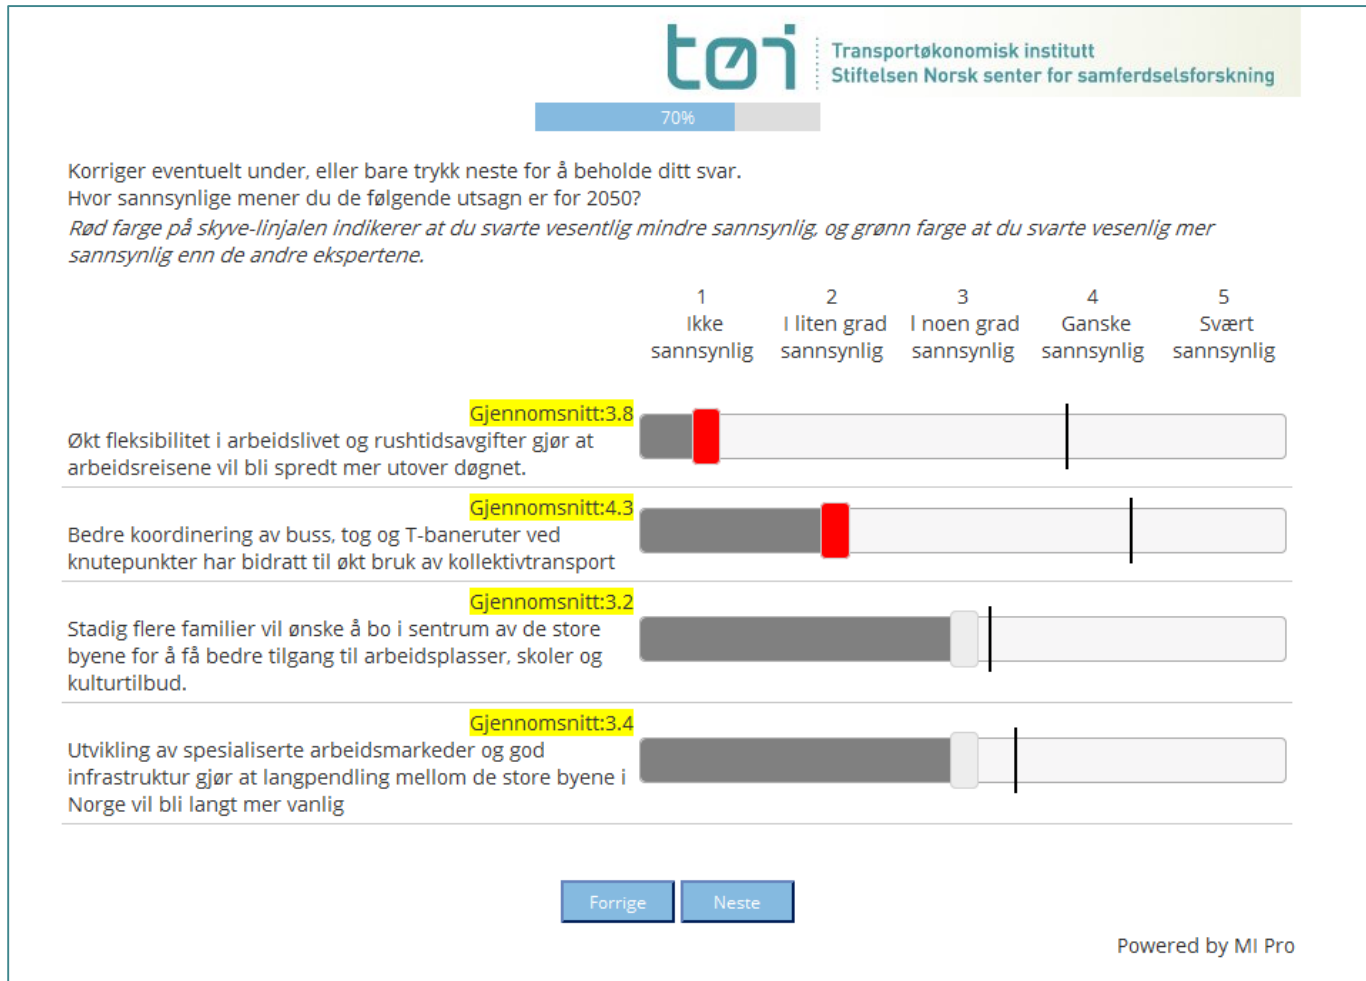 tøi
Transportøkonomisk institutt
Stiftelsen Norsk senter for samferdselsforskning
70%
Korriger eventuelt under, eller bare trykk neste for å beholde ditt svar.
Hvor sannsynlige mener du de følgende utsagn er for 2050?
Rød farge på skyve-linjalen indikerer at du svarte vesentlig mindre sannsynlig, og grønn farge at du svarte vesenlig mer
sannsynlig enn de andre ekspertene.
1 2 3 4 5
Ikke I liten grad I noen grad Ganske Svært
sannsynlig sannsynlig sannsynlig sannsynlig sannsynlig
Gjennomsnitt:3.8
Økt fleksibilitet i arbeidslivet og rushtidsavgifter gjør at
arbeidsreisene vil bli spredt mer utover døgnet.
Gjennomsnitt:4.3
Bedre koordinering av buss, tog og T-baneruter ved
knutepunkter har bidratt til økt bruk av kollektivtransport
Gjennomsnitt:3.2
Stadig flere familier vil ønske å bo i sentrum av de store
byene for å få bedre tilgang til arbeidsplasser, skoler og
kulturtilbud.
Gjennomsnitt:3.4
Utvikling av spesialiserte arbeidsmarkeder og god
infrastruktur gjør at langpendling mellom de store byene i
Norge vil bli langt mer vanlig
Forrige Neste
Powered by MI Pro